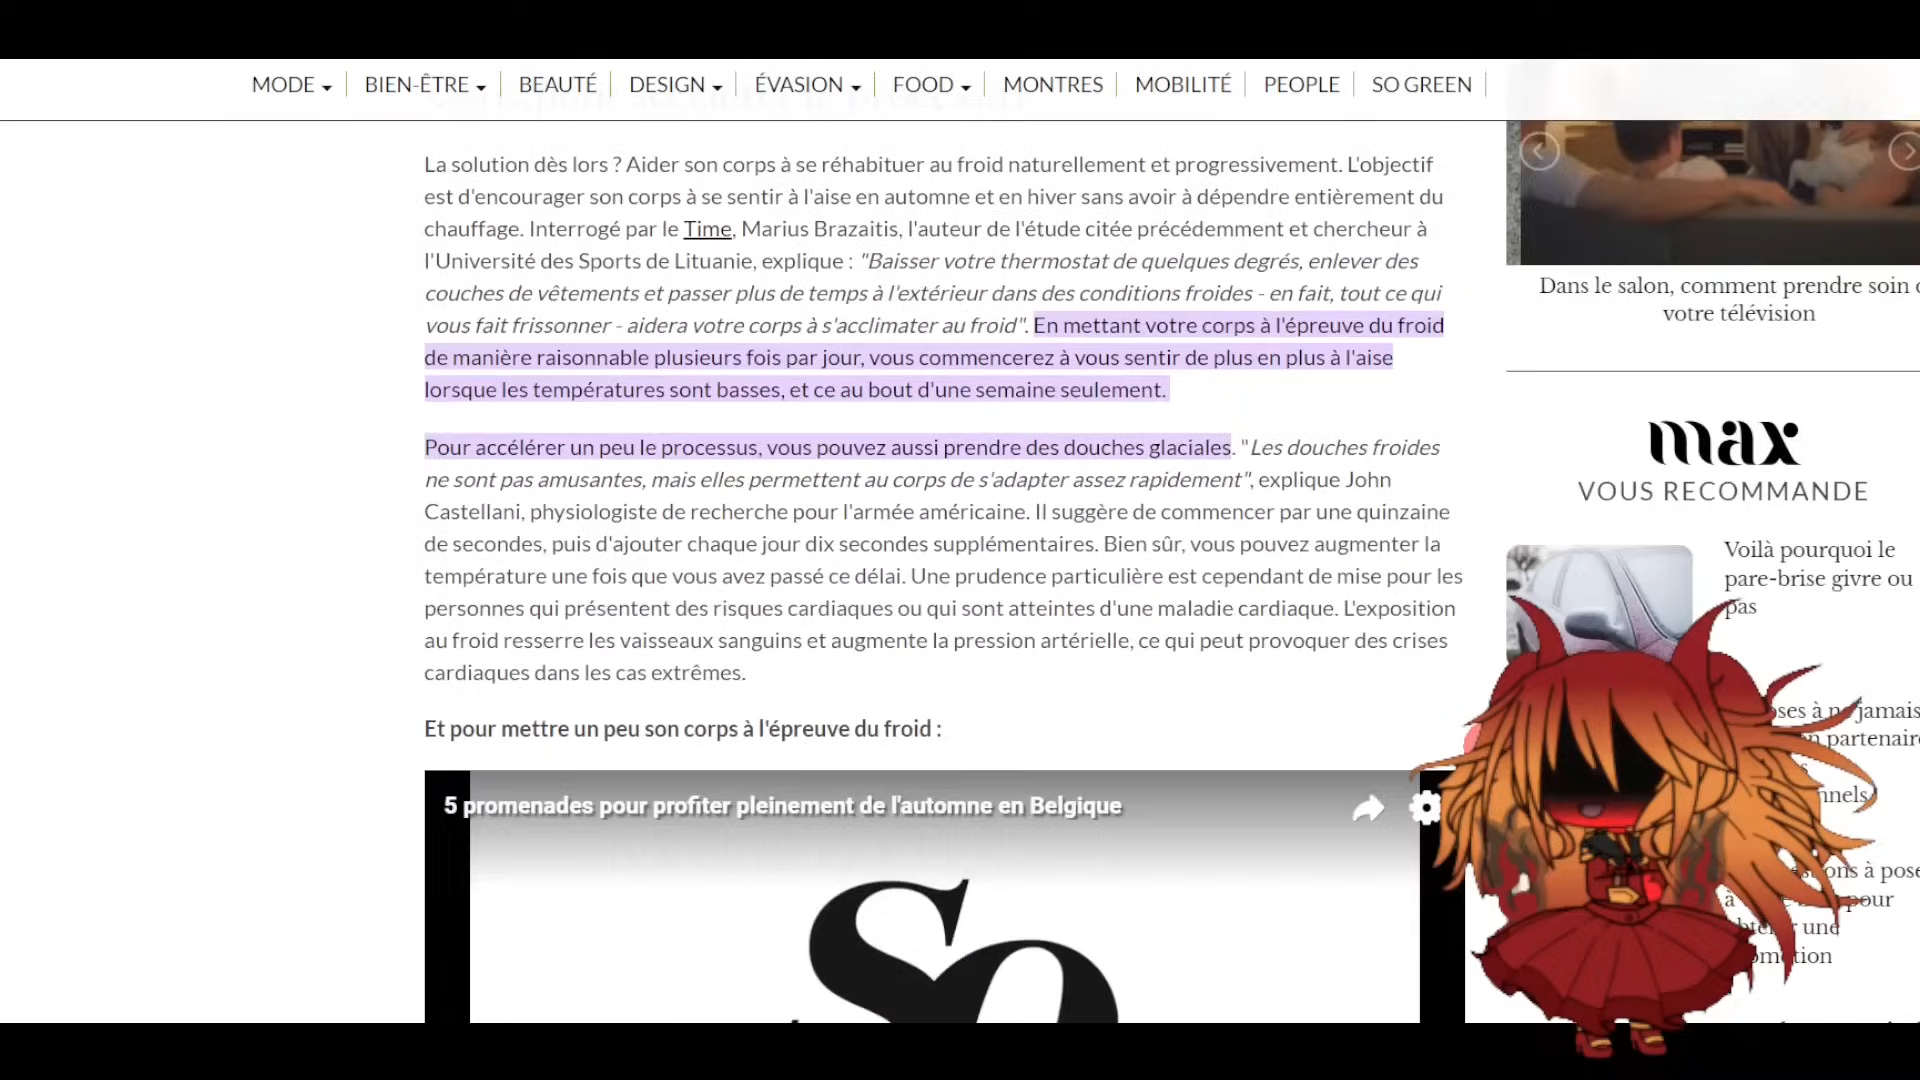 MODE BIEN-ÊTRE BEAUTÉ DESIGN ÉVASION FOOD MONTRES MOBILITÉ PEOPLE SO GREEN
La solution dès lors ? Aider son corps à se réhabituer au froid naturellement et progressivement. L'objectif
est d'encourager son corps à se sentir à l'aise en automne et en hiver sans avoir à dépendre entièrement du
chauffage. Interrogé par le Time, Marius Brazaitis, l'auteur de l'étude citée précédemment et chercheur à
l'Université des Sports de Lituanie, explique : "Baisser votre thermostat de quelques degrés, enlever des
couches de vêtements et passer plus de temps à l'extérieur dans des conditions froides - en fait, tout ce qui
vous fait frissonner - aidera votre corps à s'acclimater au froid". En mettant votre corps à l'épreuve du froid
de manière raisonnable plusieurs fois par jour, vous commencerez à vous sentir de plus en plus à l'aise
lorsque les températures sont basses, et ce au bout d'une semaine seulement.
Pour accélérer un peu le processus, vous pouvez aussi prendre des douches glaciales. "Les douches froides
ne sont pas amusantes, mais elles permettent au corps de s'adapter assez rapidement", explique John
Castellani, physiologiste de recherche pour l'armée américaine. Il suggère de commencer par une quinzaine
de secondes, puis d'ajouter chaque jour dix secondes supplémentaires. Bien sûr, vous pouvez augmenter la
température une fois que vous avez passé ce délai. Une prudence particulière est cependant de mise pour les
personnes qui présentent des risques cardiaques ou qui sont atteintes d'une maladie cardiaque. L'exposition
au froid resserre les vaisseaux sanguins et augmente la pression artérielle, ce qui peut provoquer des crises
cardiaques dans les cas extrêmes.
Et pour mettre un peu son corps à l'épreuve du froid :
5 promenades pour profiter pleinement de l'automne en Belgique
So
Dans le salon, comment prendre soin
votre télévision
max
VOUS RECOMMANDE
Voilà pourquoi le
pare-brise givre ou
pas
à jamais
partenaire
à pose
pour
une